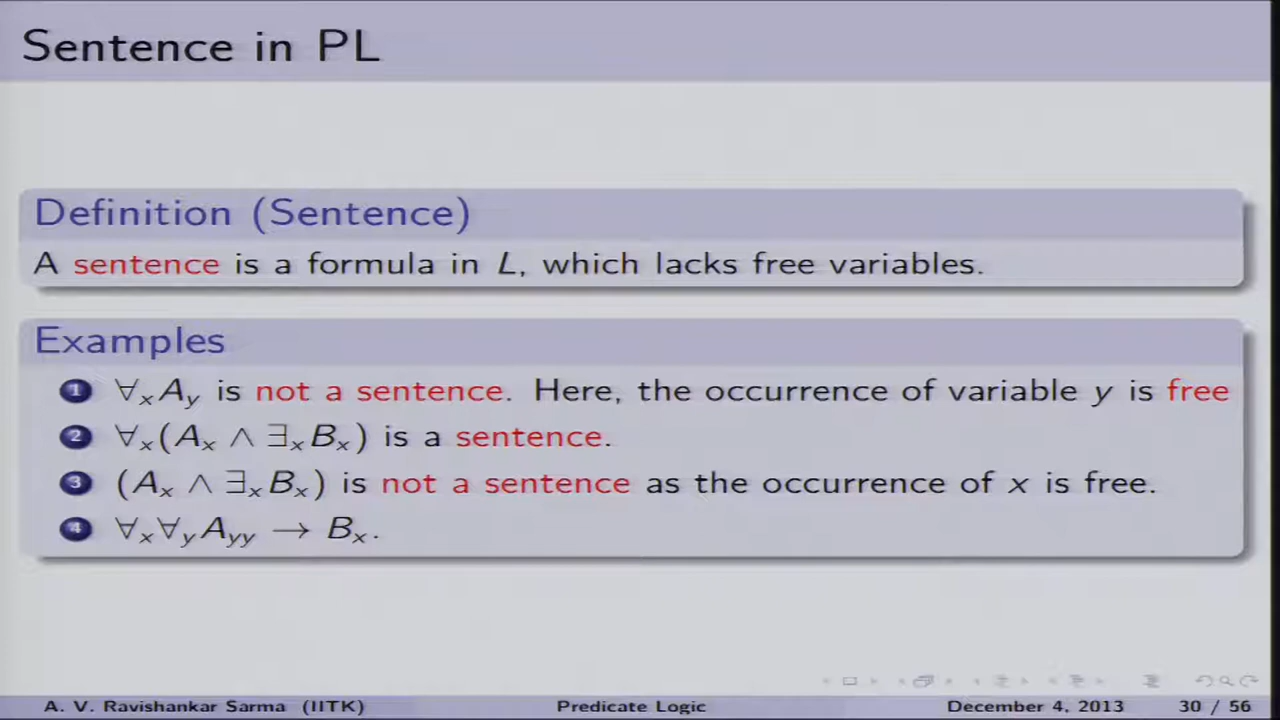 Sentence in PL
Definition (Sentence)
A sentence is a formula in L, which lacks free variables.
Examples
1 ∀ₓA_y is not a sentence. Here, the occurrence of variable y is free
2 ∀ₓ(Aₓ ∧ ∃ₓBₓ) is a sentence.
3 (Aₓ ∧ ∃ₓBₓ) is not a sentence as the occurrence of x is free.
4 ∀ₓ∀_yA_yy → Bₓ.
A. V. Ravishankar Sarma (IITK) Predicate Logic December 4, 2013 30 / 56